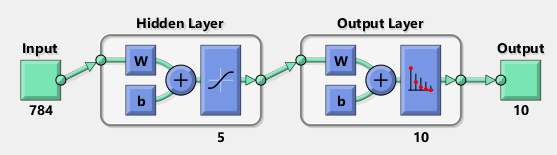 Hidden Layer
Output Layer
Input
Output
W
W
b
b
784
10
5
10